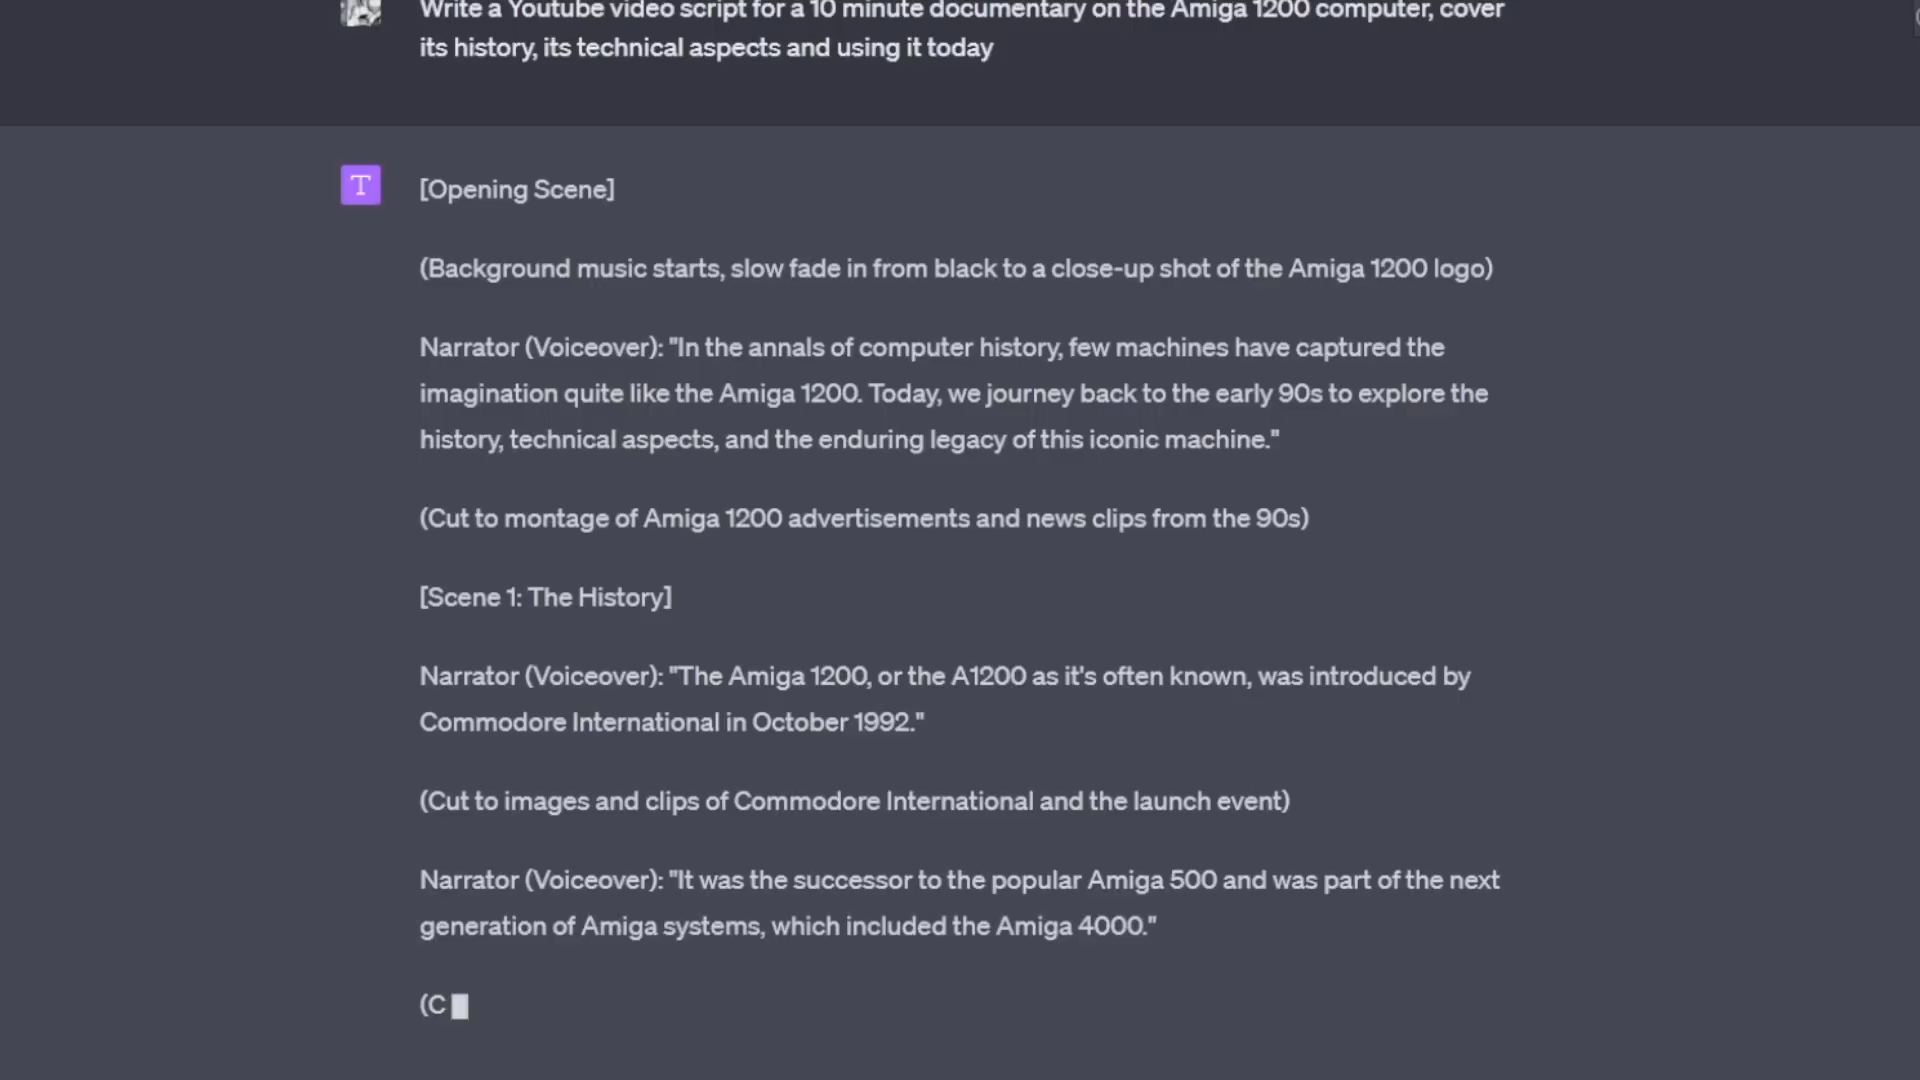 Write a Youtube video script for a 10 minute documentary on the Amiga 1200 computer, cover
its history, its technical aspects and using it today
T
[Opening Scene]
(Background music starts, slow fade in from black to a close-up shot of the Amiga 1200 logo)
Narrator (Voiceover): "In the annals of computer history, few machines have captured the
imagination quite like the Amiga 1200. Today, we journey back to the early 90s to explore the
history, technical aspects, and the enduring legacy of this iconic machine."
(Cut to montage of Amiga 1200 advertisements and news clips from the 90s)
[Scene 1: The History]
Narrator (Voiceover): "The Amiga 1200, or the A1200 as it's often known, was introduced by
Commodore International in October 1992."
(Cut to images and clips of Commodore International and the launch event)
Narrator (Voiceover): "It was the successor to the popular Amiga 500 and was part of the next
generation of Amiga systems, which included the Amiga 4000."
(C